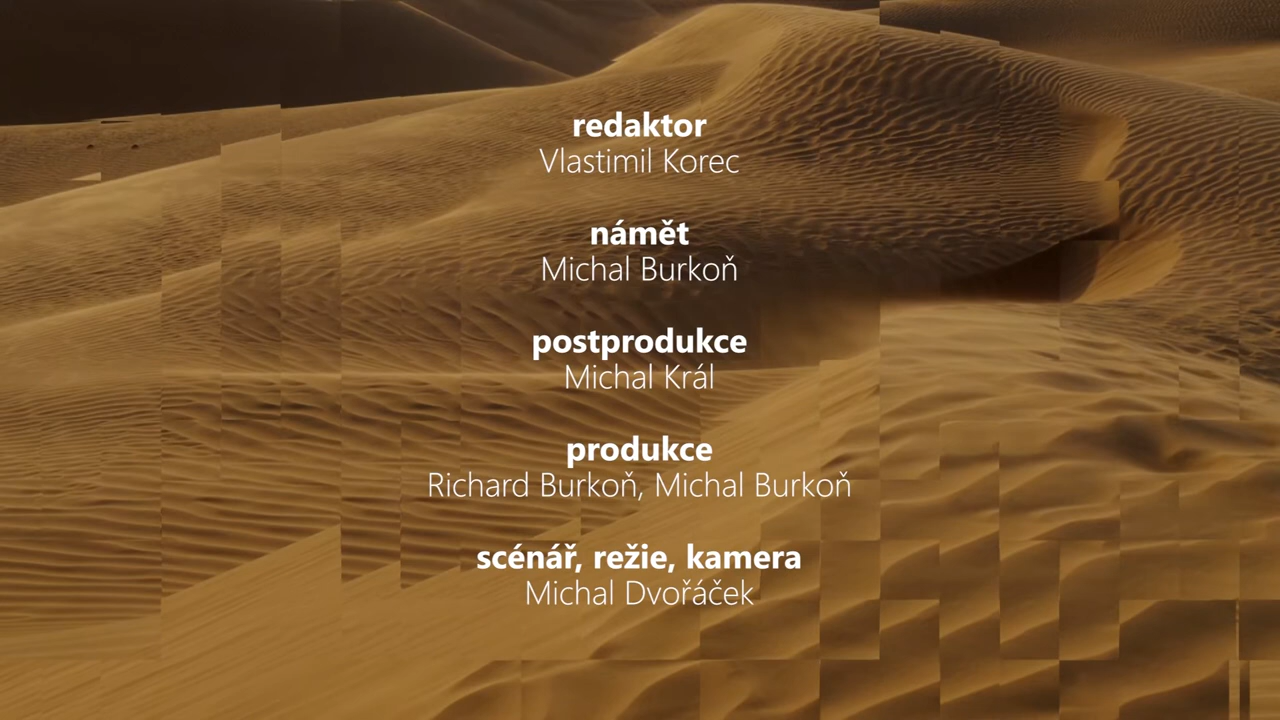 redaktor
Vlastimil Korec
námět
Michal Burkoň
postprodukce
Michal Král
produkce
Richard Burkoň, Michal Burkoň
scénář, režie, kamera
Michal Dvořáček